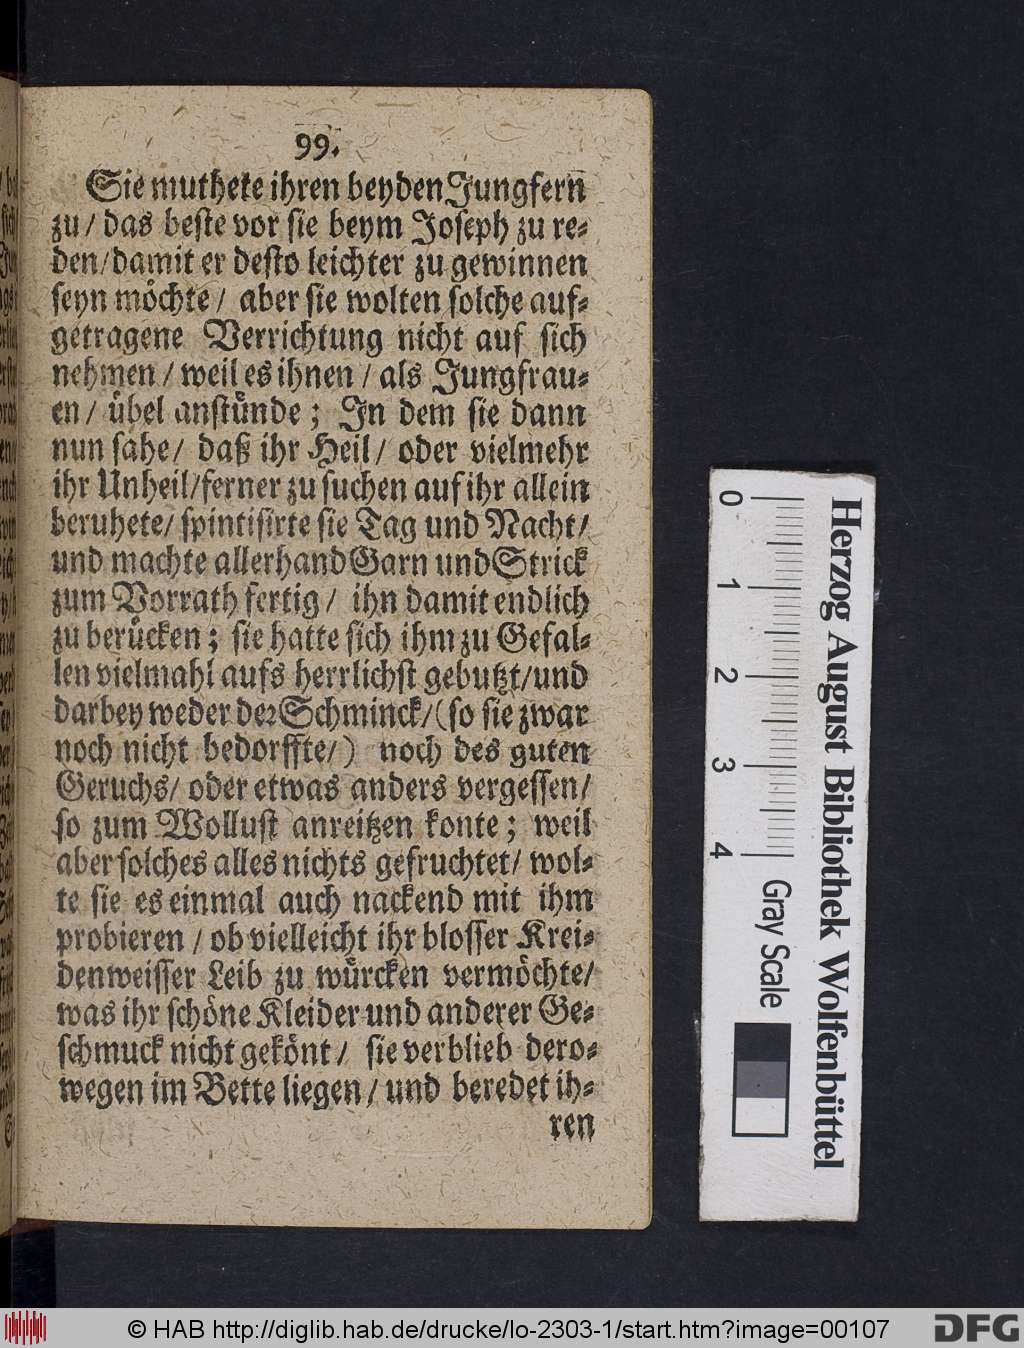 99.
Sie muthete ihren beyden Jungfern
zu / das beste vor sie beym Joseph zu re⸗
den / damit er desto leichter zu gewinnen
seyn möchte / aber sie wolten solche auf⸗
getragene Verrichtung nicht auf sich
nehmen / weil es ihnen / als Jungfrau⸗
en / übel anstünde ; In dem sie dann
nun sahe / daß ihr Heil / oder vielmehr
ihr Unheil / ferner zu suchen auf ihr allein
beruhete / spintisirte sie Tag und Nacht /
und machte allerhand Garn und Strick
zum Vorrath fertig / ihn damit endlich
zu berücken ; sie hatte sich ihm zu Gefal⸗
len vielmahl aufs herrlichst gebutzt / und
darbey weder der Schminck / (so sie zwar
noch nicht bedorffte / ) noch des guten
Geruchs / oder etwas anders vergessen /
so zum Wollust anreitzen konte ; weil
aber solches alles nichts gefruchtet / wol⸗
te sie es einmal auch nackend mit ihm
probieren / ob vielleicht ihr blosser Krei⸗
denweisser Leib zu würcken vermöchte /
was ihr schöne Kleider und anderer Ge⸗
schmuck nicht gekönt / sie verblieb dero⸗
wegen im Bette liegen / und beredet ih⸗
ren
Herzog August Bibliothek Wolfenbüttel
0 1 2 3 4
Gray Scale
© HAB http://diglib.hab.de/drucke/lo-2303-1/start.htm?image=00107
DFG